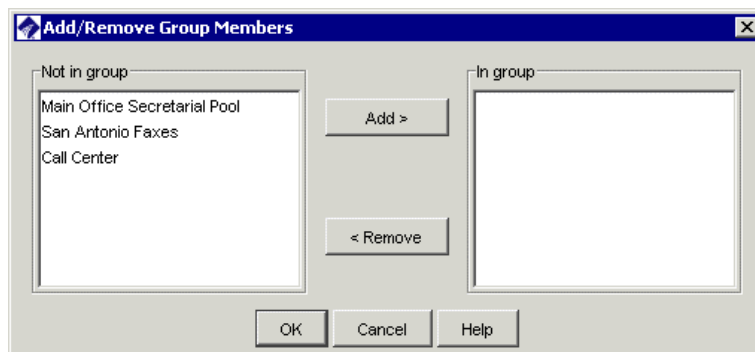 Add/Remove Group Members
Not in group
In group
Main Office Secretarial Pool
San Antonio Faxes
Call Center
Add >
< Remove
OK
Cancel
Help